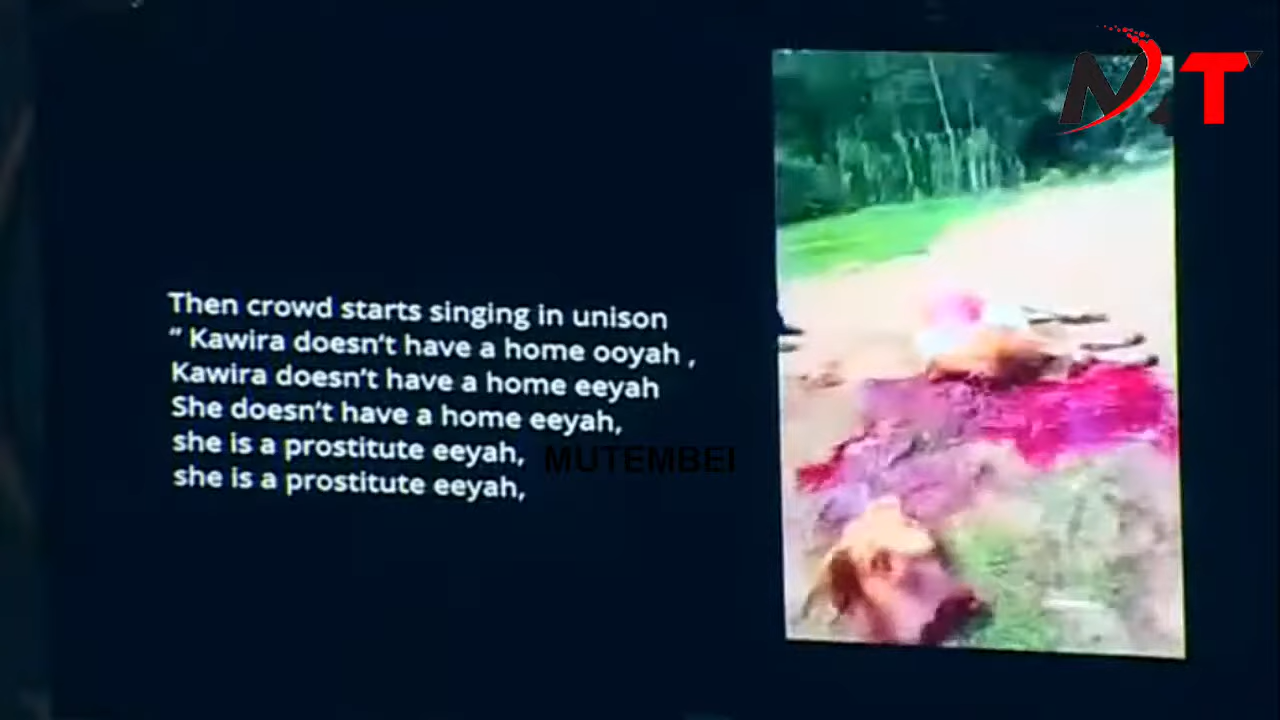 Then crowd starts singing in unison
“ Kawira doesn’t have a home ooyah ,
Kawira doesn’t have a home eeyah
She doesn’t have a home eeyah,
she is a prostitute eeyah,
she is a prostitute eeyah,
MUTEMBEI